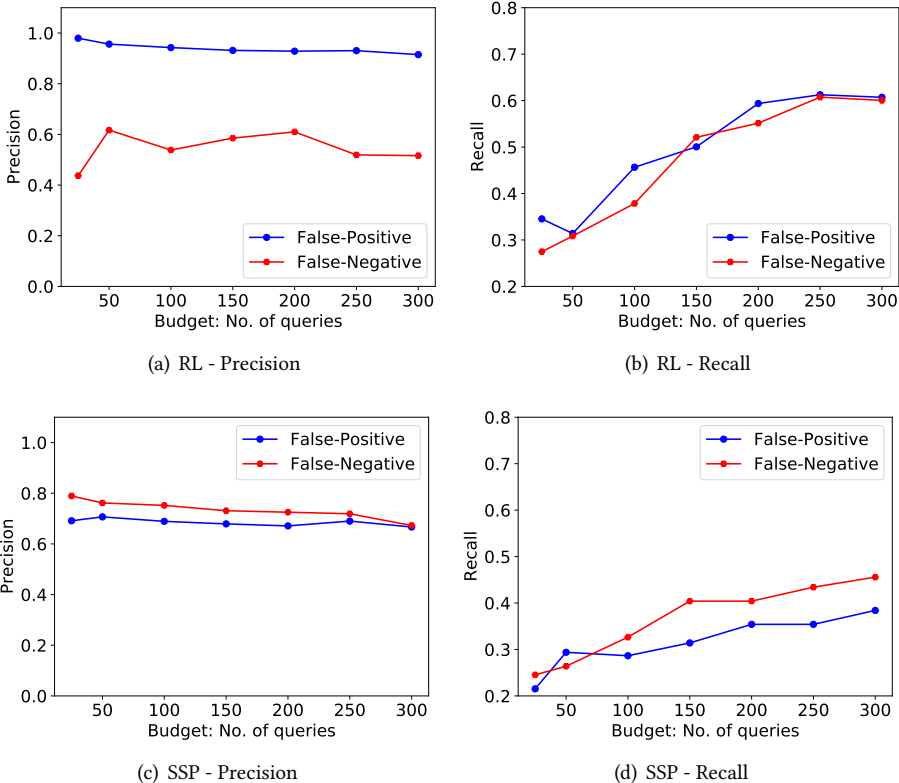 1.0
0.8
0.6
0.4
0.2
0.0
Precision
50 100 150 200 250 300
Budget: No. of queries
False-Positive
False-Negative
(a) RL - Precision
0.8
0.7
0.6
0.5
0.4
0.3
0.2
Recall
50 100 150 200 250 300
Budget: No. of queries
False-Positive
False-Negative
(b) RL - Recall
1.0
0.8
0.6
0.4
0.2
0.0
Precision
50 100 150 200 250 300
Budget: No. of queries
False-Positive
False-Negative
(c) SSP - Precision
0.8
0.7
0.6
0.5
0.4
0.3
0.2
Recall
50 100 150 200 250 300
Budget: No. of queries
False-Positive
False-Negative
(d) SSP - Recall